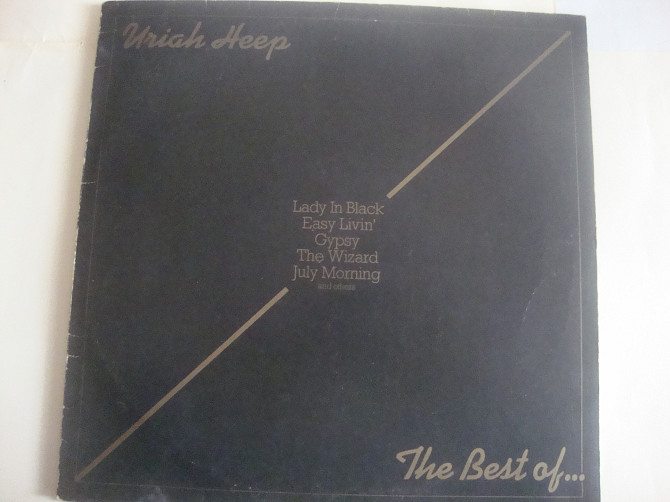 Uriah Heep
Lady In Black
Easy Livin'
Gypsy
The Wizard
July Morning
and others
The Best of...